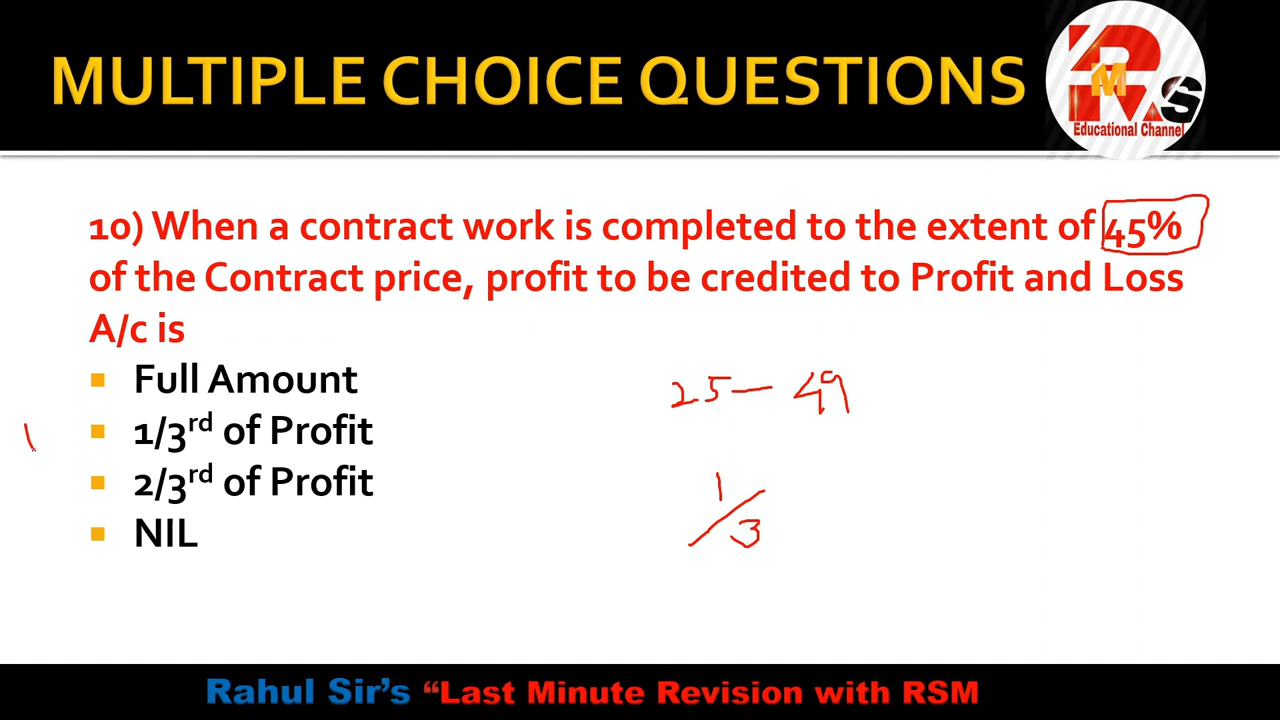 MULTIPLE CHOICE QUESTIONS
RMS
Educational Channel
10) When a contract work is completed to the extent of 45%
of the Contract price, profit to be credited to Profit and Loss
A/c is
Full Amount
25 — 49
1/3rd of Profit
2/3rd of Profit
1/3
NIL
Rahul Sir's “Last Minute Revision with RSM